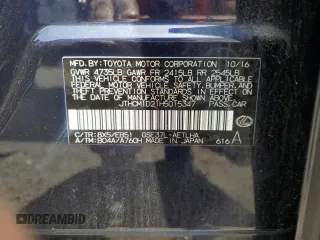 MFD. BY: TOYOTA MOTOR CORPORATION 10/16
GVWR 4735LB GAWR FR 2415LB RR 2545LB
THIS VEHICLE CONFORMS TO ALL APPLICABLE
FEDERAL MOTOR VEHICLE SAFETY, BUMPER, AND
THEFT PREVENTION STANDARDS IN EFFECT ON
THE DATE OF MANUFACTURE SHOWN ABOVE.
JTHCM1D21H5015347 PASS.CAR
C/TR: 8X5/EB51 GSE37L-AETLHA
A/TM: B04A/A760H MADE IN JAPAN 616 A
DREAMBID